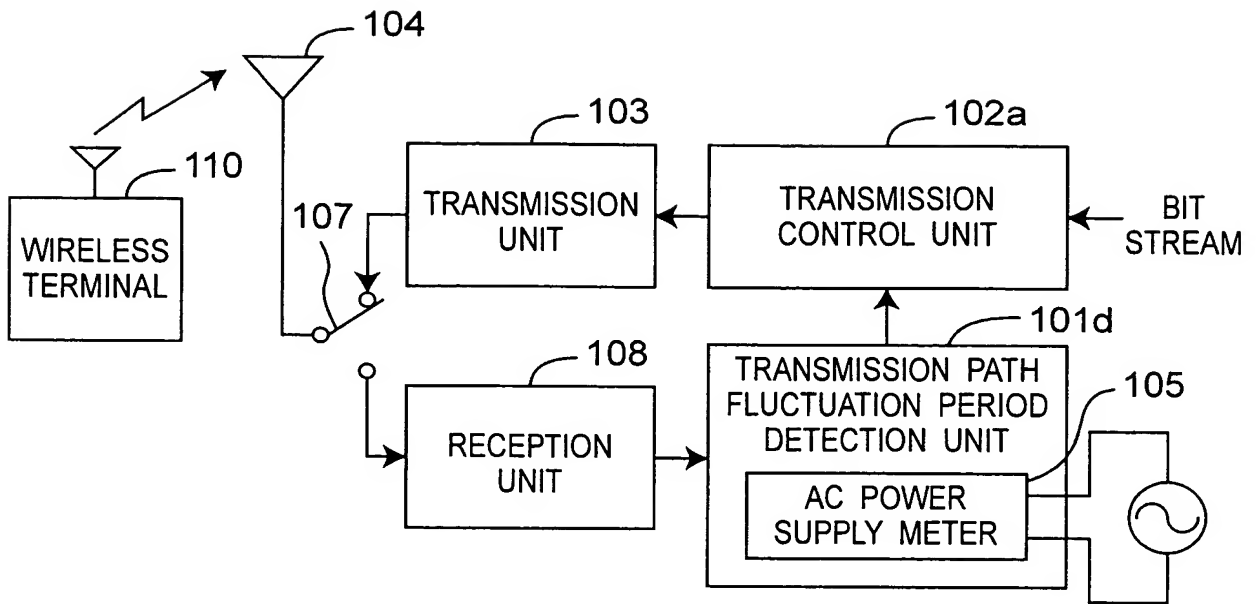 104
103
102a
110
WIRELESS
TERMINAL
107
TRANSMISSION
UNIT
TRANSMISSION
CONTROL UNIT
BIT
STREAM
108
101d
RECEPTION
UNIT
TRANSMISSION PATH
FLUCTUATION PERIOD
DETECTION UNIT
105
AC POWER
SUPPLY METER